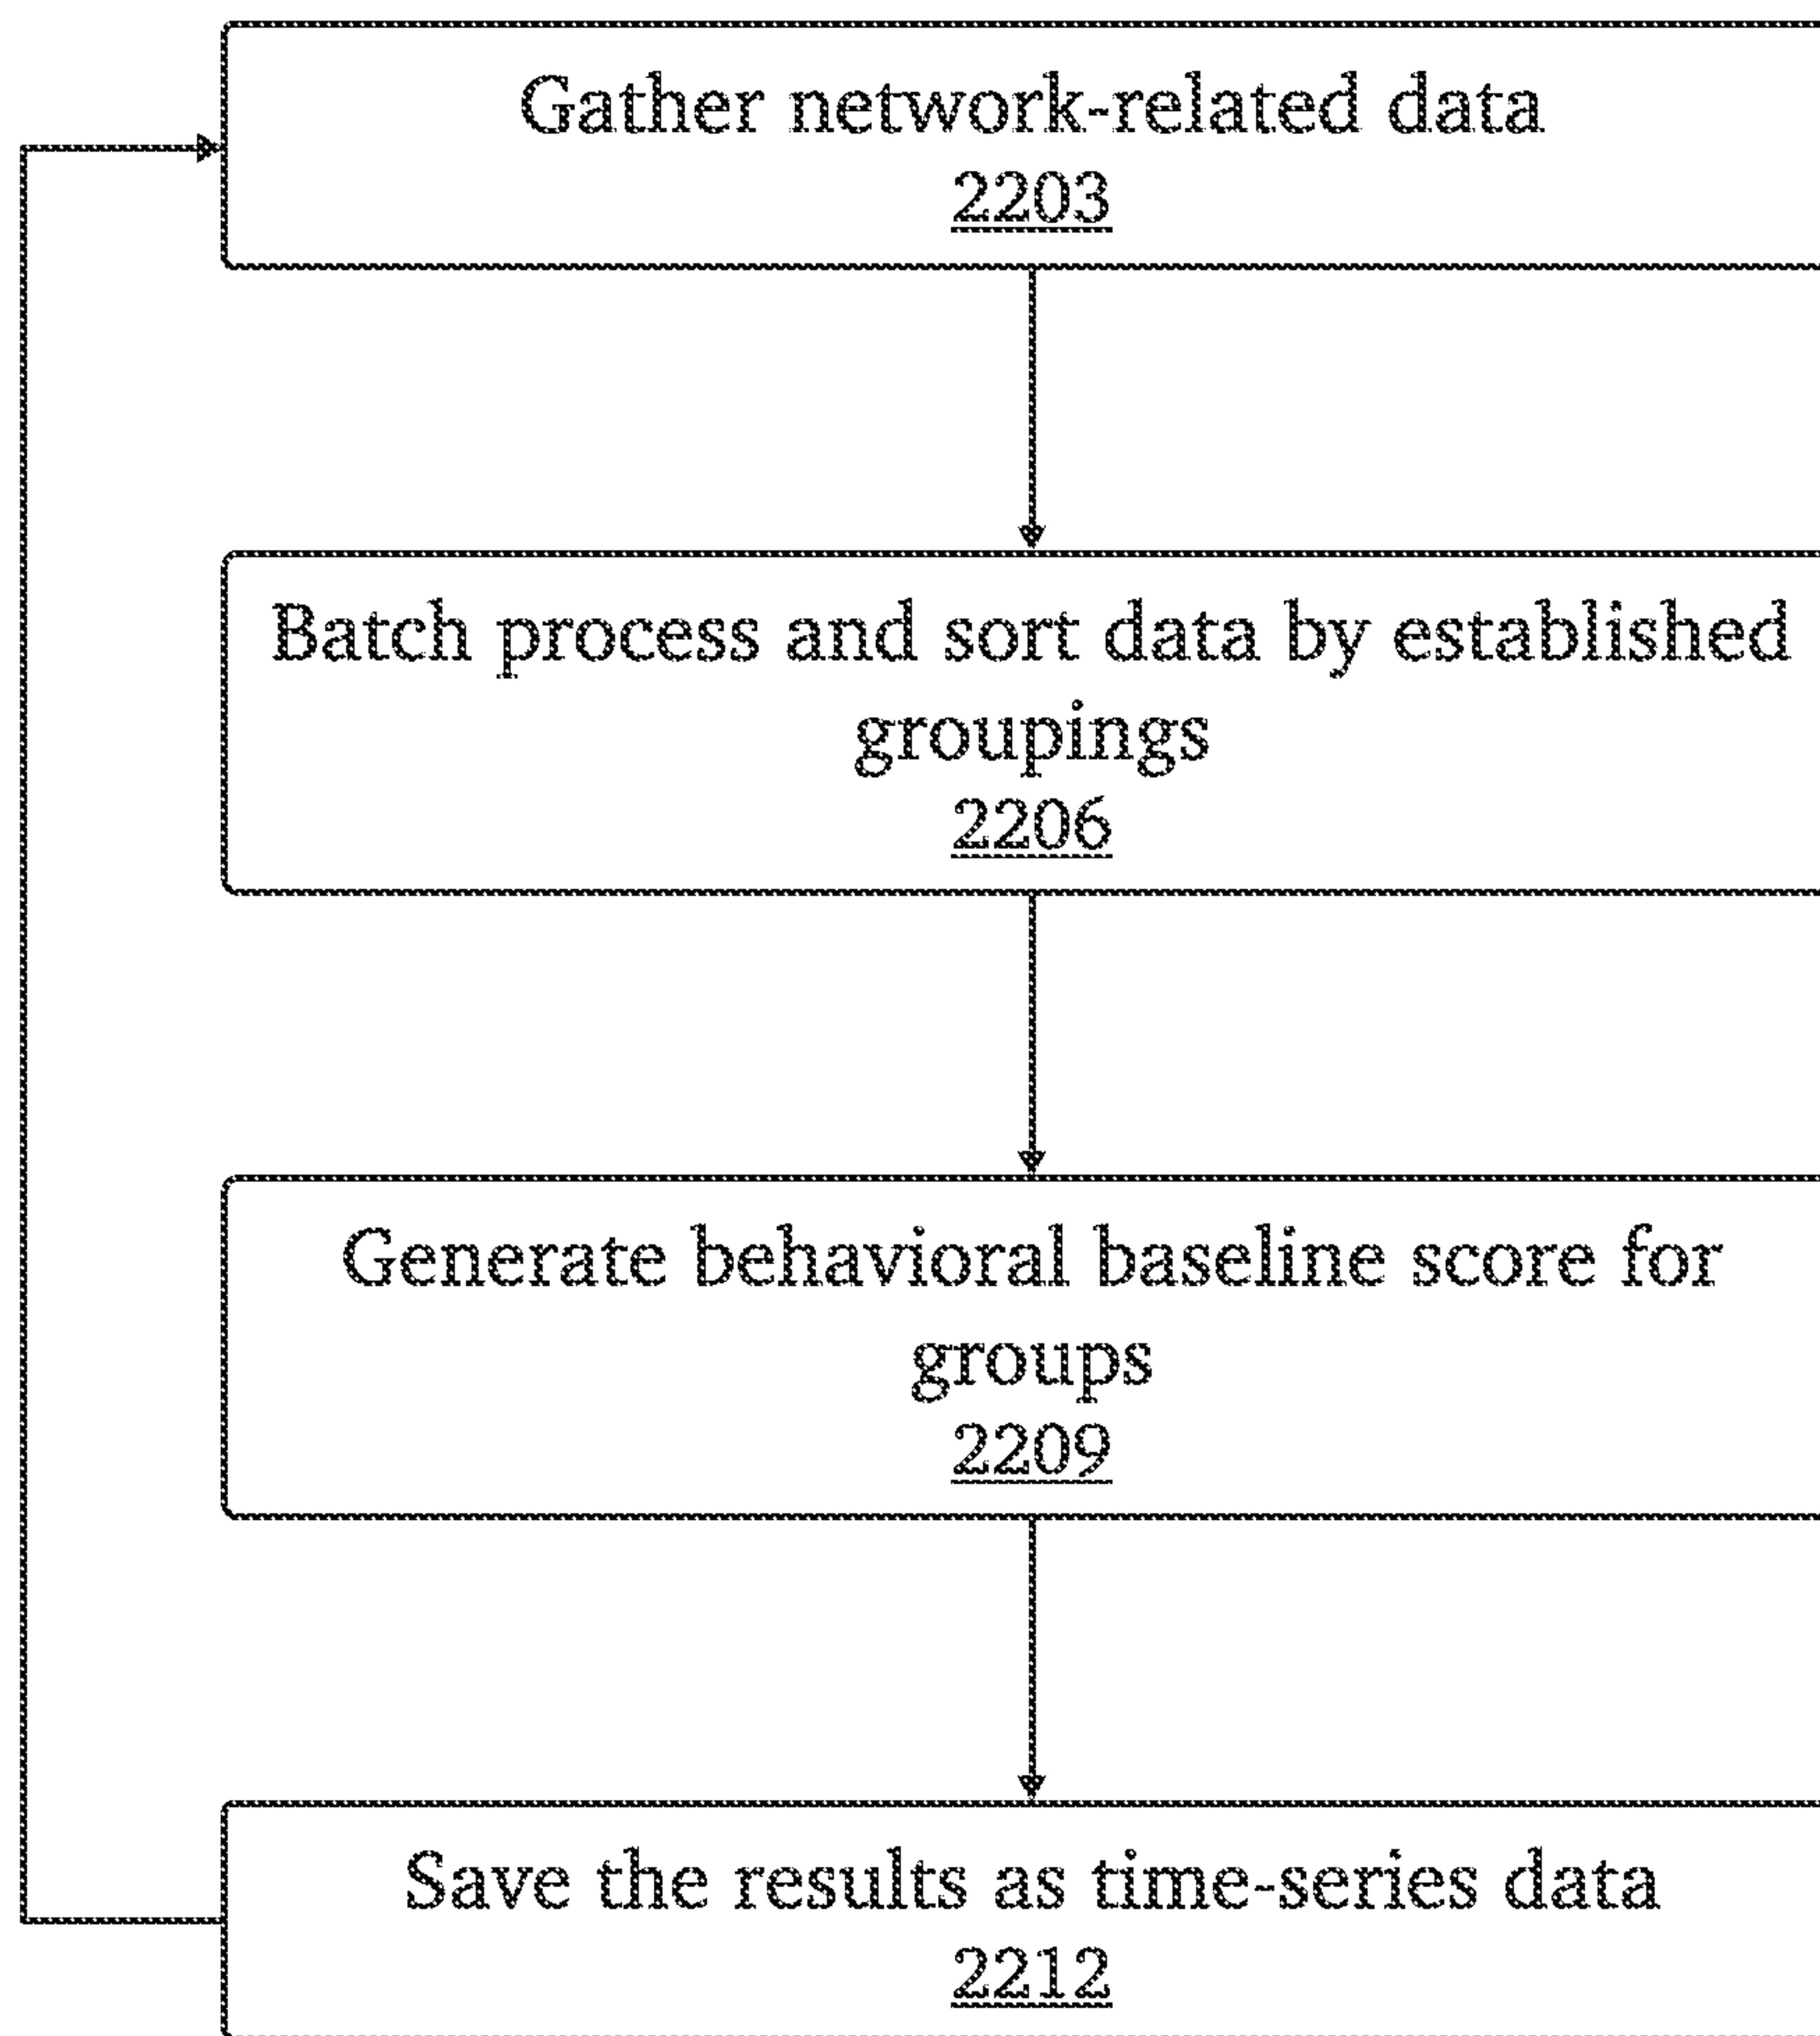 Gather network-related data
2203
Batch process and sort data by established
groupings
2206
Generate behavioral baseline score for
groups
2209
Save the results as time-series data
2212